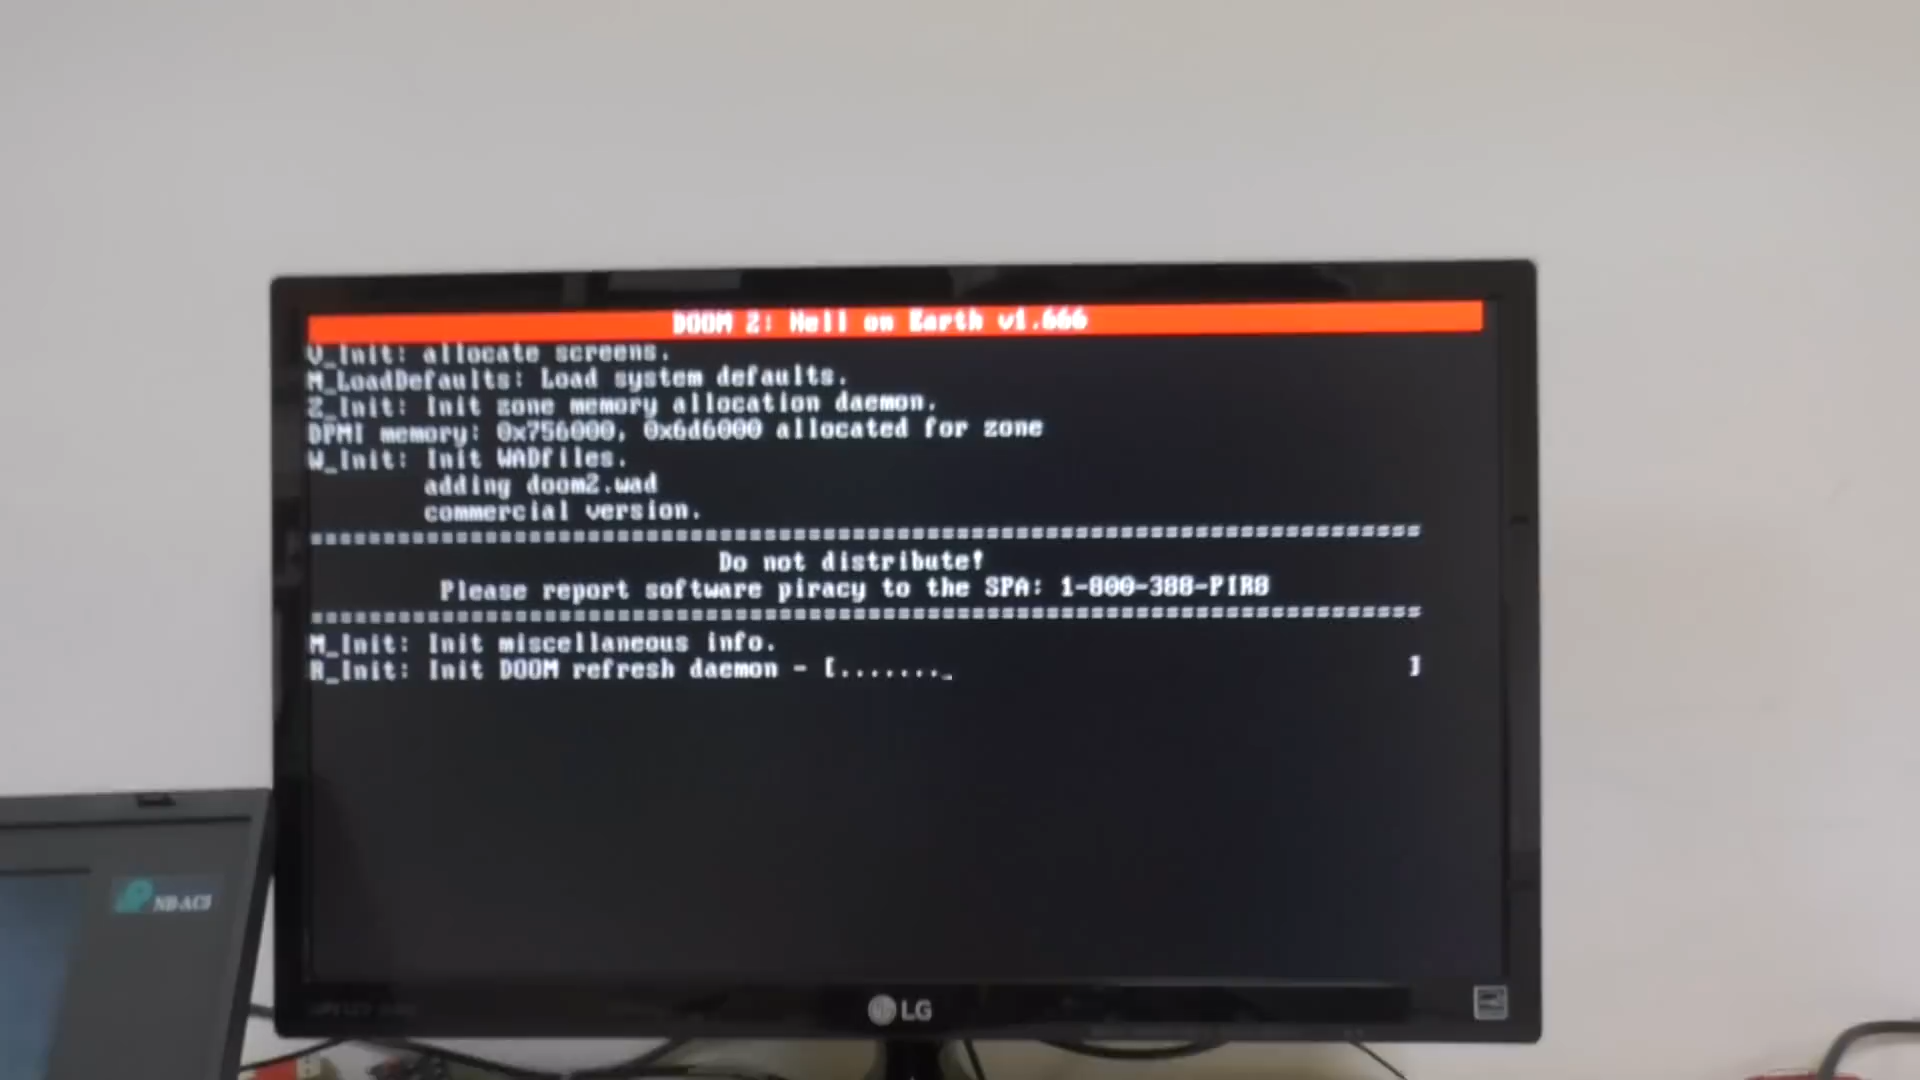 DOOM 2: Hell on Earth v1.666
V_Init: allocate screens.
M_LoadDefaults: Load system defaults.
Z_Init: Init zone memory allocation daemon.
DPMI memory: 0x756000, 0x6d6000 allocated for zone
W_Init: Init WADfiles.
adding doom2.wad
commercial version.
============================================================================
Do not distribute!
Please report software piracy to the SPA: 1-800-388-PIR8
============================================================================
M_Init: Init miscellaneous info.
R_Init: Init DOOM refresh daemon - [......._ ]
LG